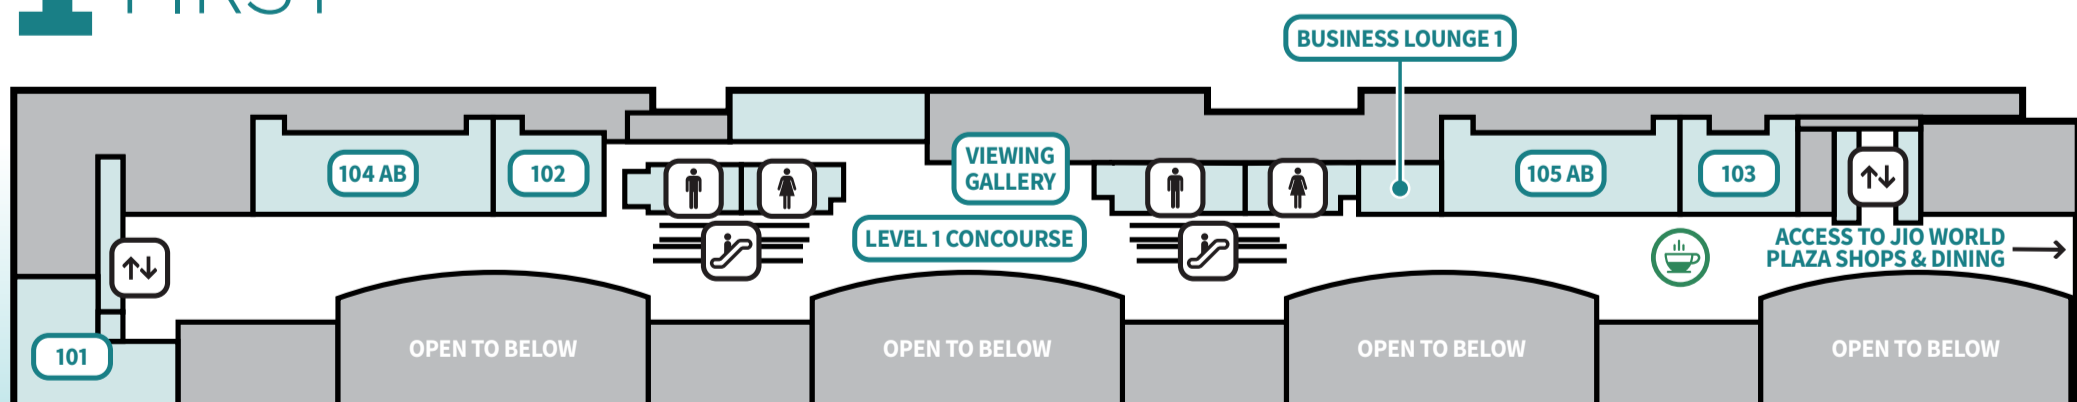 FIRST
BUSINESS LOUNGE 1
VIEWING
GALLERY
104 AB
102
105 AB
103
LEVEL 1 CONCOURSE
ACCESS TO JIO WORLD
PLAZA SHOPS & DINING
101
OPEN TO BELOW
OPEN TO BELOW
OPEN TO BELOW
OPEN TO BELOW